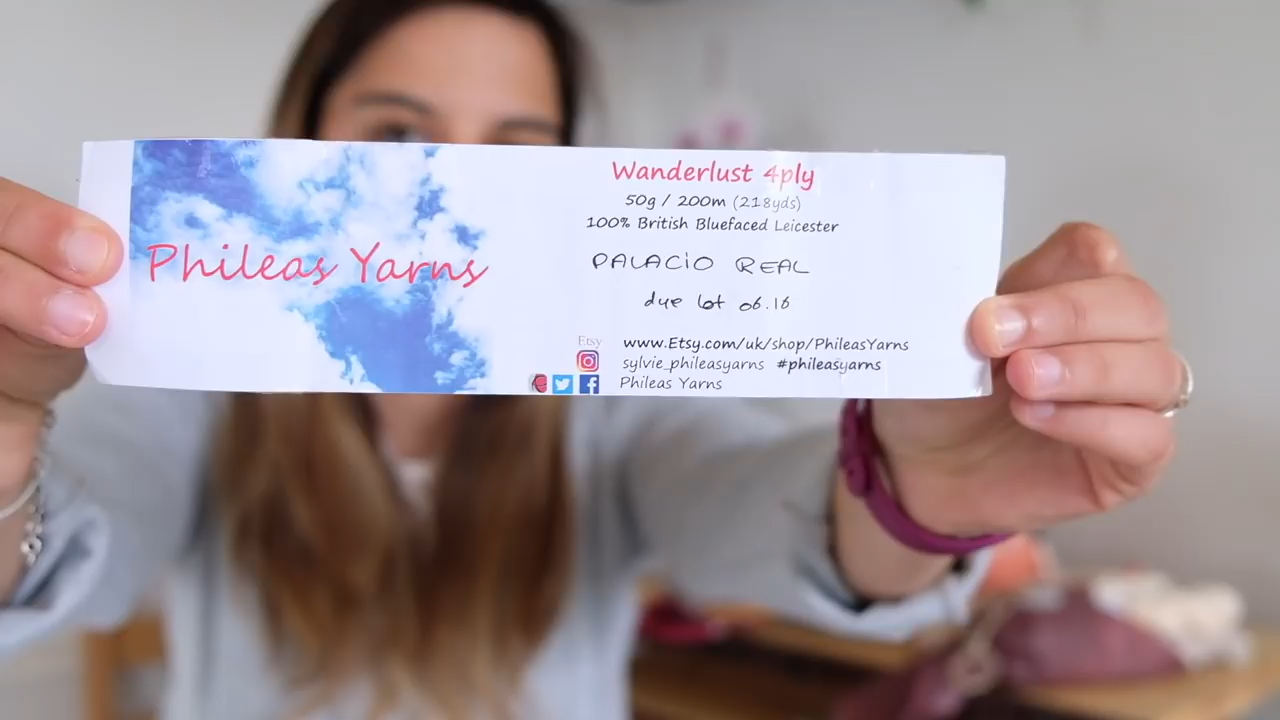 Phileas Yarns
Wanderlust 4ply
50g / 200m (218yds)
100% British Bluefaced Leicester
PALACIO REAL
dye lot 06.16
Etsy www.Etsy.com/uk/shop/PhileasYarns
sylvie_phileasyarns #phileasyarns
Phileas Yarns